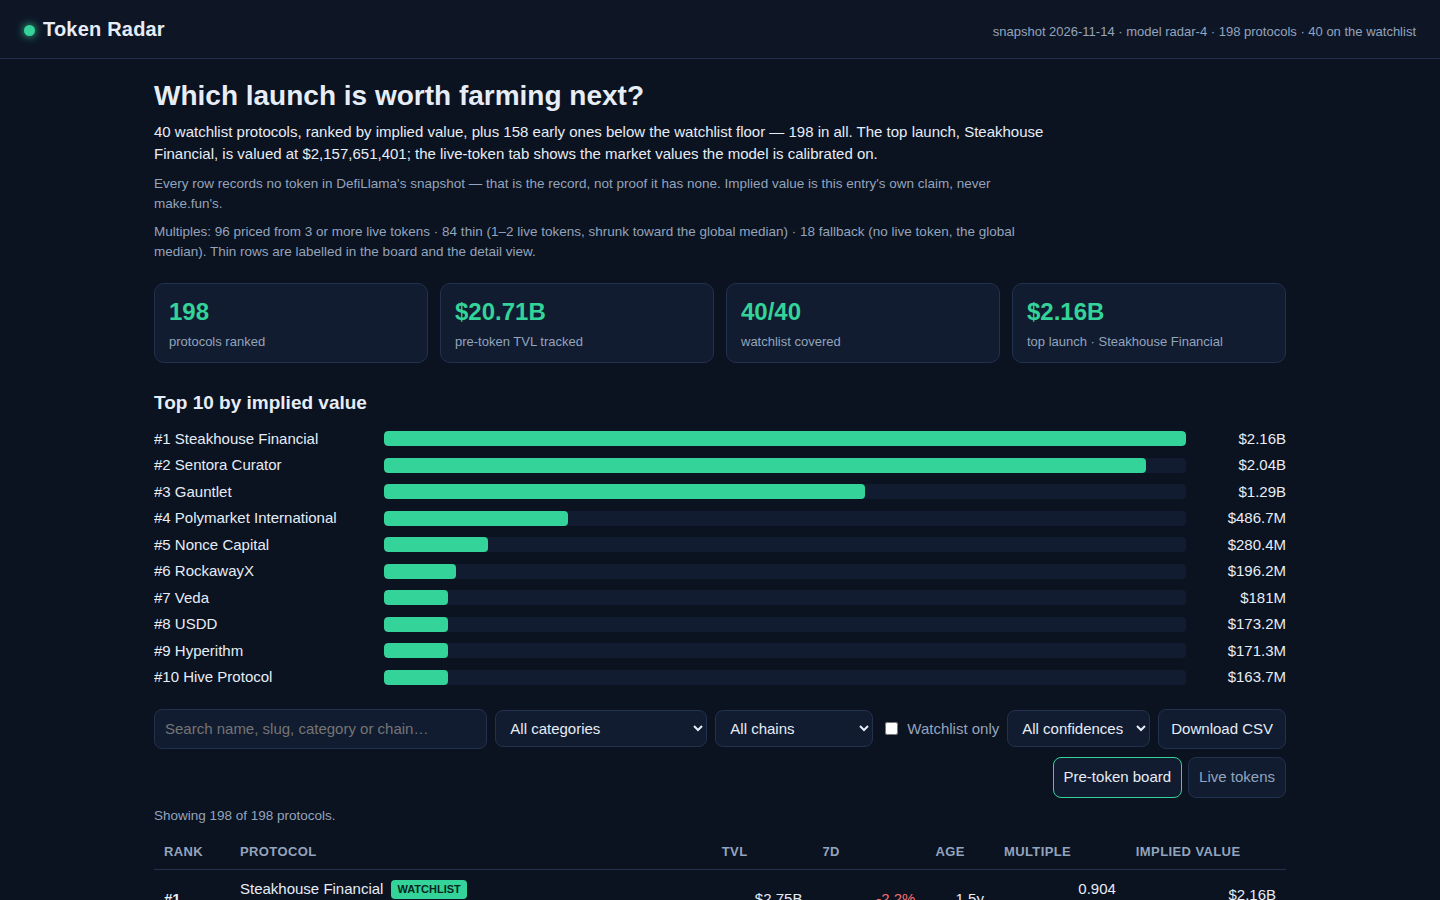 Token Radar
snapshot 2026-11-14 · model radar-4 · 198 protocols · 40 on the watchlist
Which launch is worth farming next?
40 watchlist protocols, ranked by implied value, plus 158 early ones below the watchlist floor — 198 in all. The top launch, Steakhouse
Financial, is valued at $2,157,651,401; the live-token tab shows the market values the model is calibrated on.
Every row records no token in DefiLlama's snapshot — that is the record, not proof it has none. Implied value is this entry's own claim, never
make.fun's.
Multiples: 96 priced from 3 or more live tokens · 84 thin (1–2 live tokens, shrunk toward the global median) · 18 fallback (no live token, the global
median). Thin rows are labelled in the board and the detail view.
198
protocols ranked
$20.71B
pre-token TVL tracked
40/40
watchlist covered
$2.16B
top launch · Steakhouse Financial
Top 10 by implied value
#1 Steakhouse Financial $2.16B
#2 Sentora Curator $2.04B
#3 Gauntlet $1.29B
#4 Polymarket International $486.7M
#5 Nonce Capital $280.4M
#6 RockawayX $196.2M
#7 Veda $181M
#8 USDD $173.2M
#9 Hyperithm $171.3M
#10 Hive Protocol $163.7M
Search name, slug, category or chain… All categories All chains Watchlist only All confidences Download CSV
Pre-token board Live tokens
Showing 198 of 198 protocols.
RANK PROTOCOL TVL 7D AGE MULTIPLE IMPLIED VALUE
Steakhouse Financial WATCHLIST 0.904
#1 $2.75B -2.2% 1.5y $2.16B